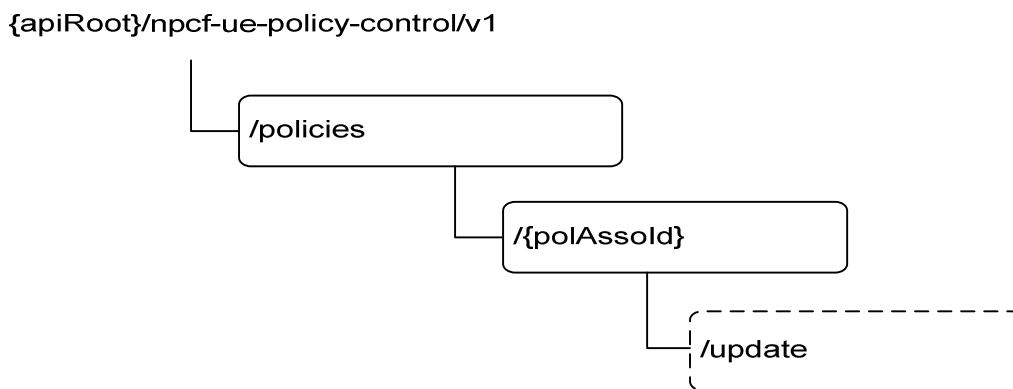 {apiRoot}/npcf-ue-policy-control/v1
/policies
/{polAssoId}
/update